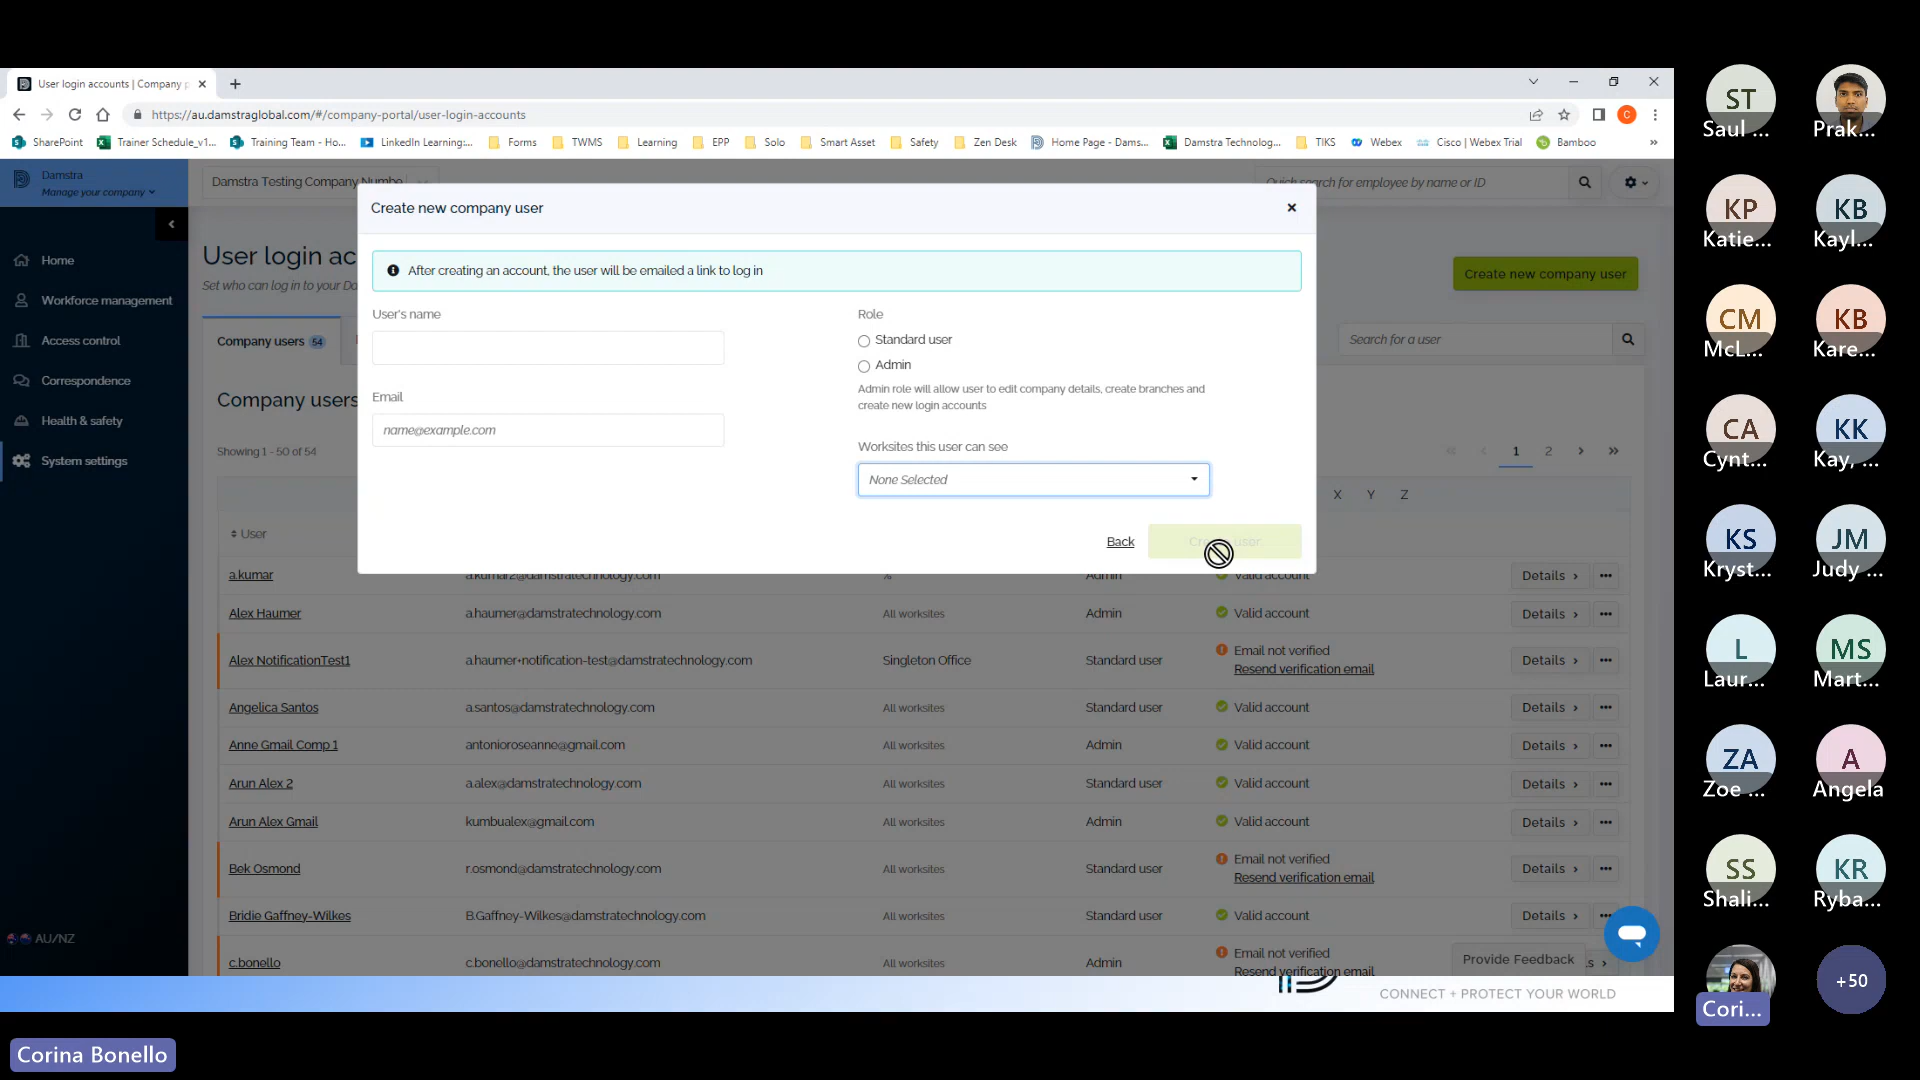 User login accounts | Company p
https://au.damstraglobal.com/#/company-portal/user-login-accounts
SharePoint
Trainer Schedule_v1...
Training Team - Ho...
LinkedIn Learning:...
Forms
TWMS
Learning
EPP
Solo
Smart Asset
Safety
Zen Desk
Home Page - Dams...
Damstra Technolog...
TIKS
Webex
Cisco | Webex Trial
Bamboo
»
Damstra
Manage your company
Damstra Testing Company Numbe
Quick search for employee by name or ID
Home
Workforce management
Access control
Correspondence
Health & safety
System settings
AU/NZ
User login ac
Set who can log in to your Da
Create new company user
Company users 54
Search for a user
Company users
Showing 1 - 50 of 54
1 2
X Y Z
User
Create new company user
After creating an account, the user will be emailed a link to log in
User's name
Email
name@example.com
Role
Standard user
Admin
Admin role will allow user to edit company details, create branches and
create new login accounts
Worksites this user can see
None Selected
Back
a.kumar a.kumar2@damstratechnology.com Admin Valid account Details
Alex Haumer a.haumer@damstratechnology.com All worksites Admin Valid account Details
Alex NotificationTest1 a.haumer+notification-test@damstratechnology.com Singleton Office Standard user Email not verified Details
Resend verification email
Angelica Santos a.santos@damstratechnology.com All worksites Standard user Valid account Details
Anne Gmail Comp 1 antonioroseanne@gmail.com All worksites Admin Valid account Details
Arun Alex 2 a.alex@damstratechnology.com All worksites Standard user Valid account Details
Arun Alex Gmail kumbualex@gmail.com All worksites Admin Valid account Details
Bek Osmond r.osmond@damstratechnology.com All worksites Standard user Email not verified Details
Resend verification email
Bridie Gaffney-Wilkes B.Gaffney-Wilkes@damstratechnology.com All worksites Standard user Valid account Details
c.bonello c.bonello@damstratechnology.com All worksites Admin Email not verified
Resend verification email
Provide Feedback
CONNECT + PROTECT YOUR WORLD
Corina Bonello
C
ST
Saul ...
Prak...
KP
Katie...
KB
Kayl...
CM
McL...
KB
Kare...
CA
Cynt...
KK
Kay, ...
KS
Kryst...
JM
Judy ...
L
Laur...
MS
Mart...
ZA
Zoe ...
A
Angela
SS
Shali...
KR
Ryba...
Cori...
+50